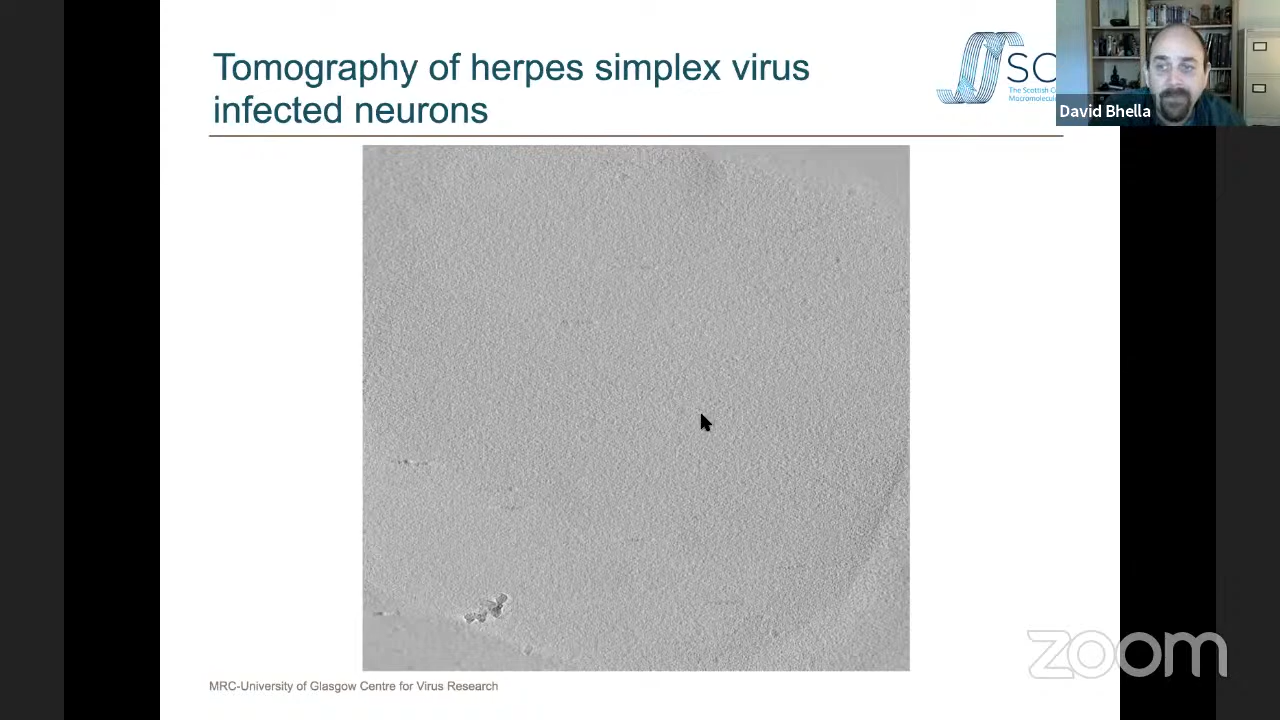 Tomography of herpes simplex virus
infected neurons
SC
The Scottish C
Macromolecu
David Bhella
MRC-University of Glasgow Centre for Virus Research
zoom